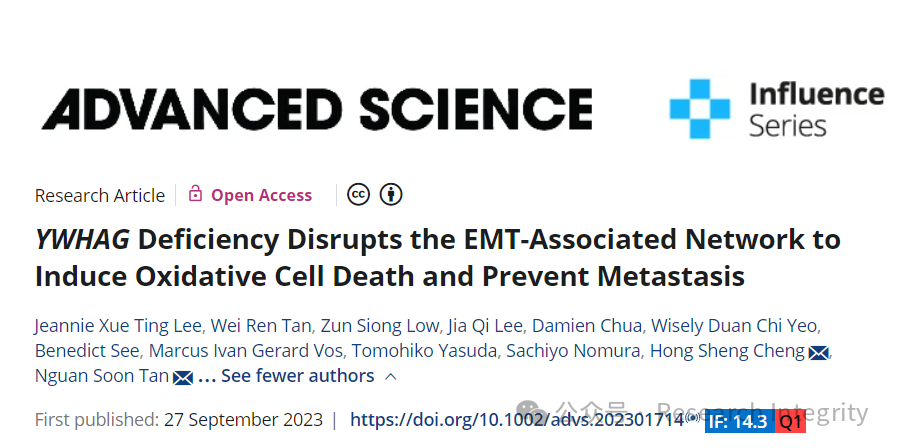 ADVANCED SCIENCE
Influence
Series
Research Article | Open Access
YWHAG Deficiency Disrupts the EMT-Associated Network to
Induce Oxidative Cell Death and Prevent Metastasis
Jeannie Xue Ting Lee, Wei Ren Tan, Zun Siong Low, Jia Qi Lee, Damien Chua, Wisely Duan Chi Yeo,
Benedict See, Marcus Ivan Gerard Vos, Tomohiko Yasuda, Sachiyo Nomura, Hong Sheng Cheng,
Nguan Soon Tan ... See fewer authors
First published: 27 September 2023 | https://doi.org/10.1002/advs.202301714 IF: 14.3 Q1
公众号 · Research Integrity